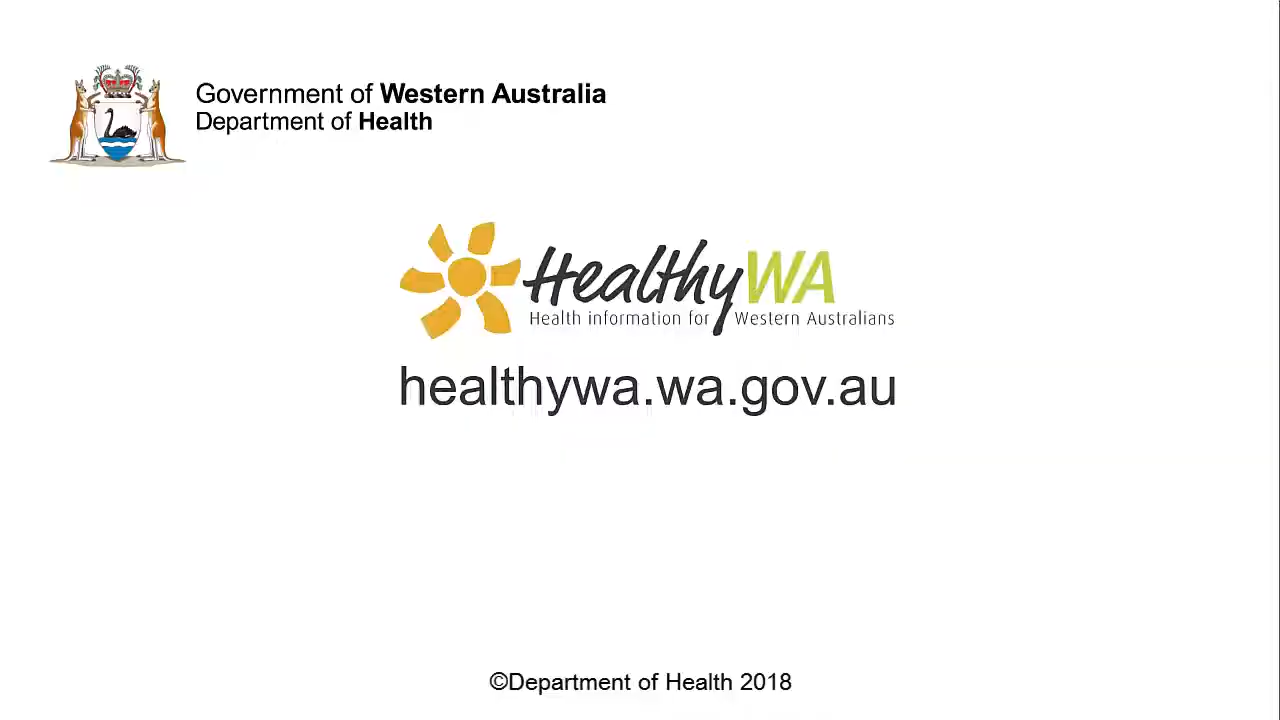 Government of Western Australia
Department of Health
HealthyWA
Health information for Western Australians
healthywa.wa.gov.au
©Department of Health 2018